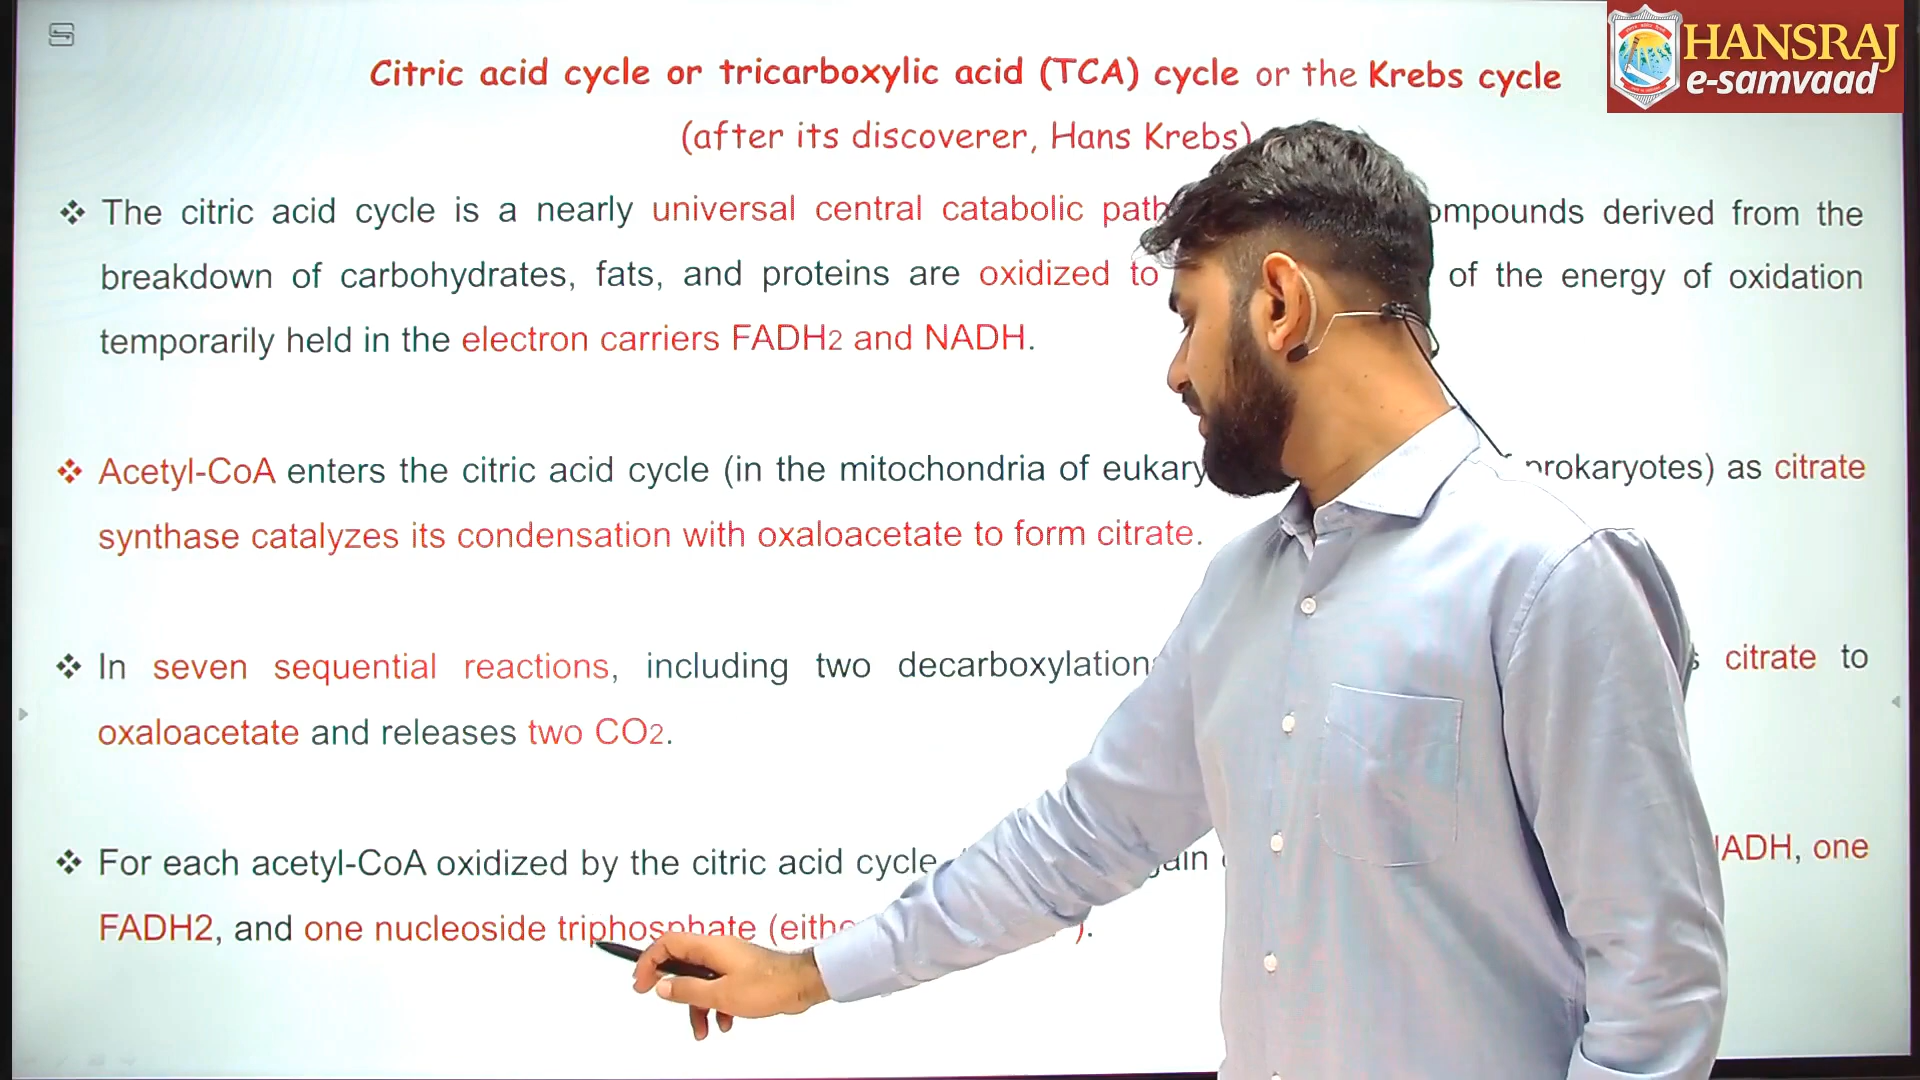 HANSRAJ
e-samvaad
Citric acid cycle or tricarboxylic acid (TCA) cycle or the Krebs cycle
(after its discoverer, Hans Krebs)
❖ The citric acid cycle is a nearly universal central catabolic derived from the
breakdown of carbohydrates, fats, and proteins are oxidized to of the energy of oxidation
temporarily held in the electron carriers FADH2 and NADH.
❖ Acetyl-CoA enters the citric acid cycle (in the mitochondria of prokaryotes) as citrate
synthase catalyzes its condensation with oxaloacetate to form citrate.
❖ In seven sequential reactions, including two citrate to
oxaloacetate and releases two CO2.
❖ For each acetyl-CoA oxidized by the citric acid cycle, one
FADH2, and one nucleoside triphosphate ).